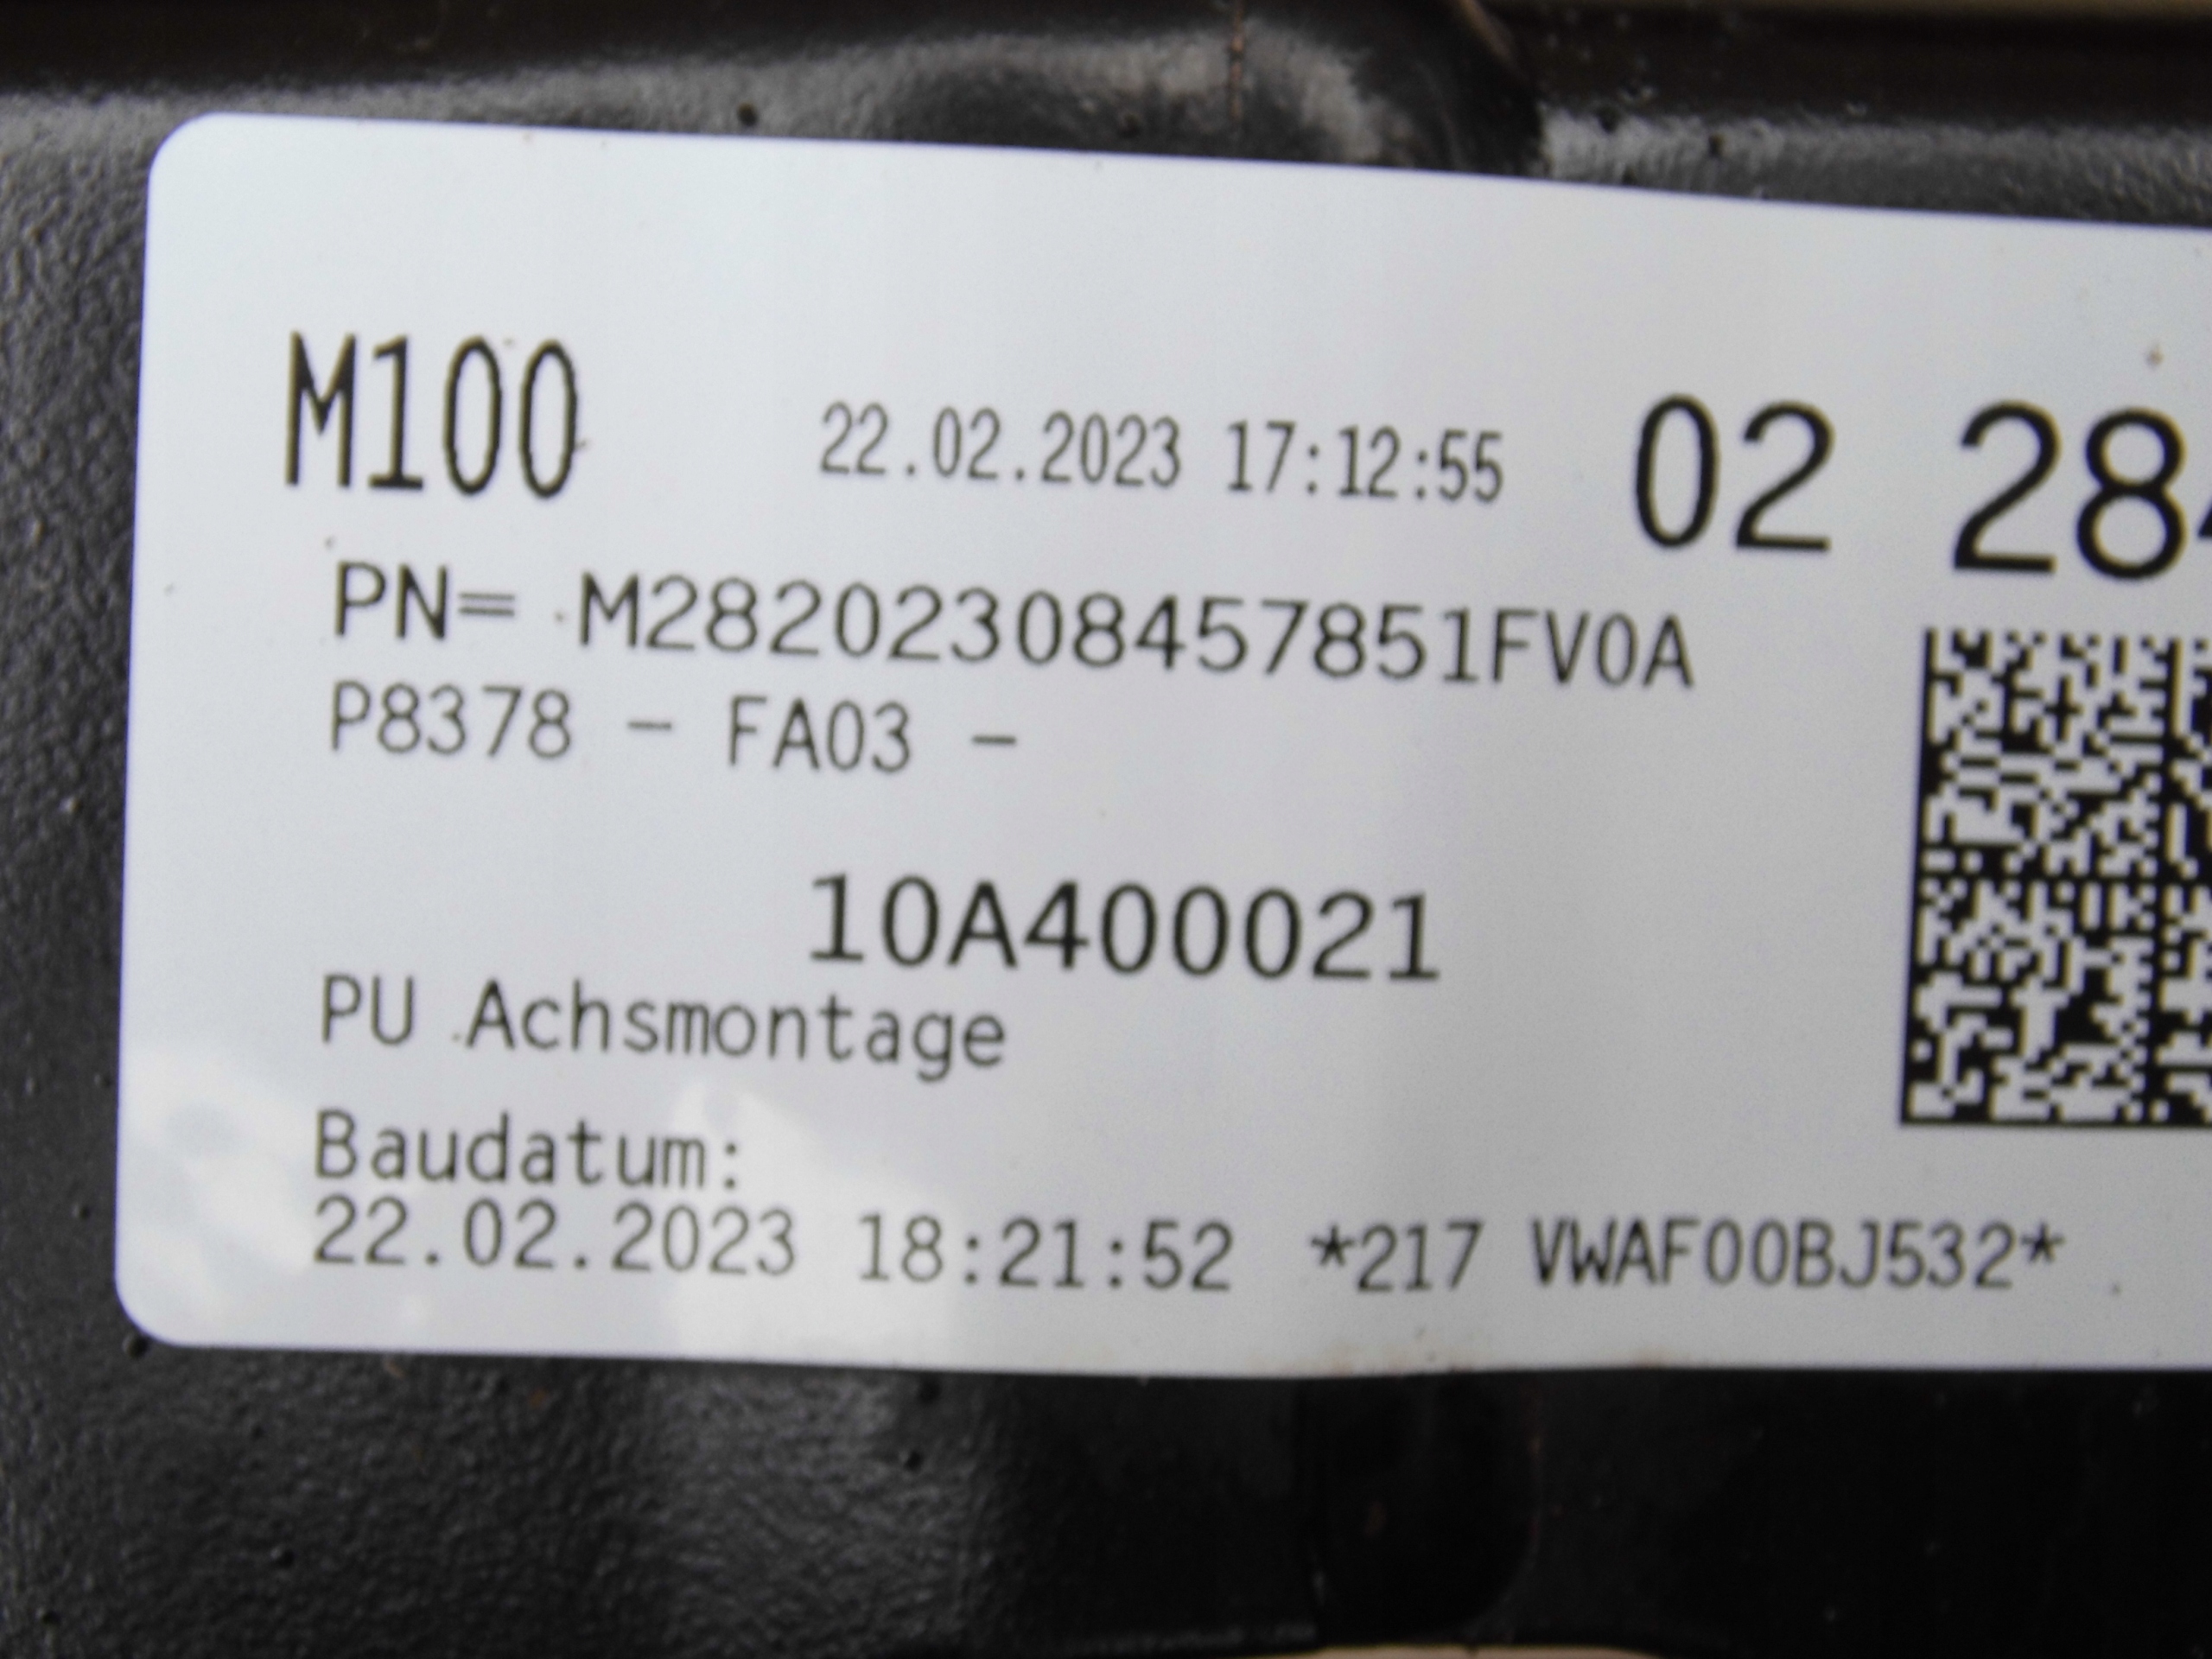 M100 22.02.2023 17:12:55 02 28
PN= M28202308457851FV0A
P8378 - FA03 -
10A400021
PU Achsmontage
Baudatum:
22.02.2023 18:21:52 *217 VWAF00BJ532*